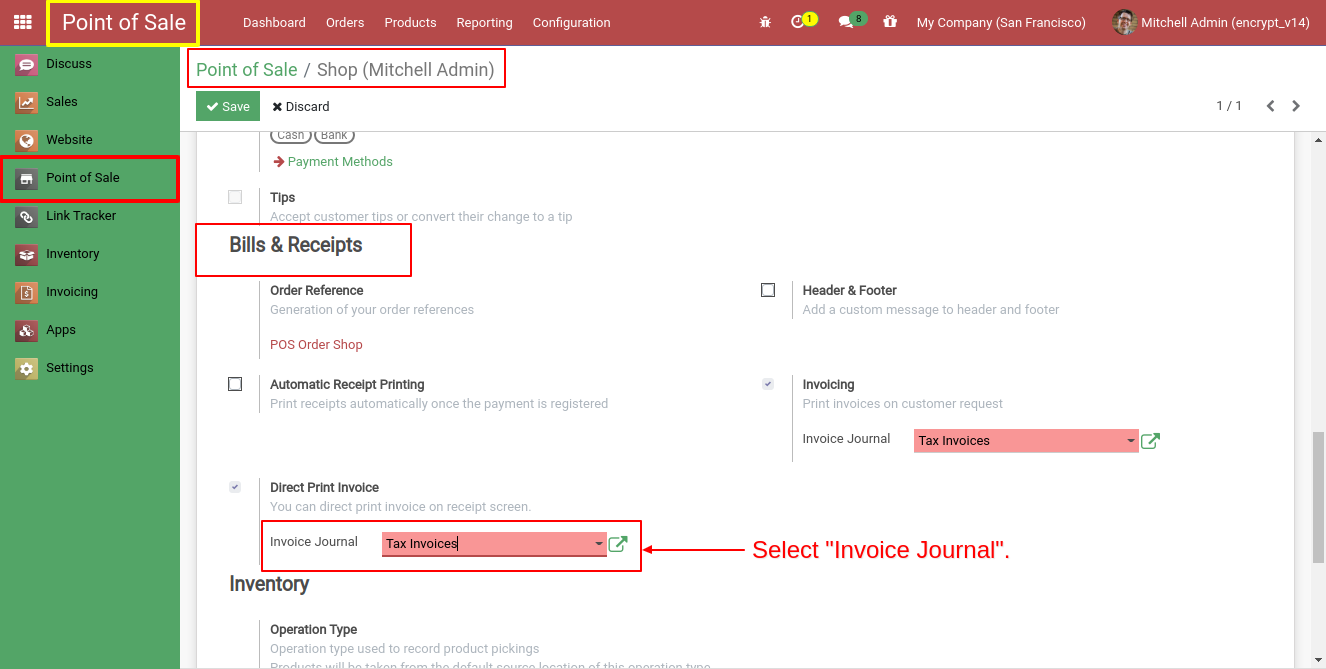 Point of Sale Dashboard Orders Products Reporting Configuration 1 8 My Company (San Francisco) Mitchell Admin (encrypt_v14)
Discuss
Sales
Website
Point of Sale
Link Tracker
Inventory
Invoicing
Apps
Settings
Point of Sale / Shop (Mitchell Admin)
Save Discard 1 / 1
Cash Bank
Payment Methods
Tips
Accept customer tips or convert their change to a tip
Bills & Receipts
Order Reference
Generation of your order references
POS Order Shop
Header & Footer
Add a custom message to header and footer
Automatic Receipt Printing
Print receipts automatically once the payment is registered
Invoicing
Print invoices on customer request
Invoice Journal Tax Invoices
Direct Print Invoice
You can direct print invoice on receipt screen.
Invoice Journal Tax Invoices
Select "Invoice Journal".
Inventory
Operation Type
Operation type used to record product pickings
Products will be taken from the default source location of this operation type